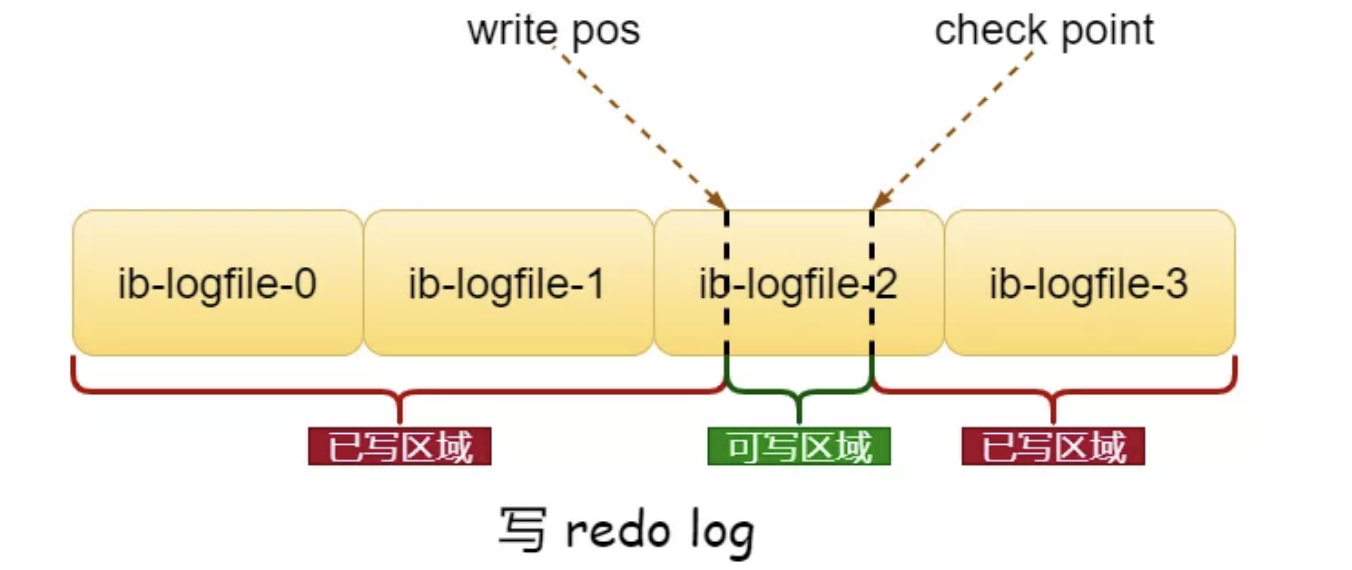 write pos
check point
ib-logfile-0
ib-logfile-1
ib-logfile-2
ib-logfile-3
已写区域
可写区域
已写区域
写 redo log